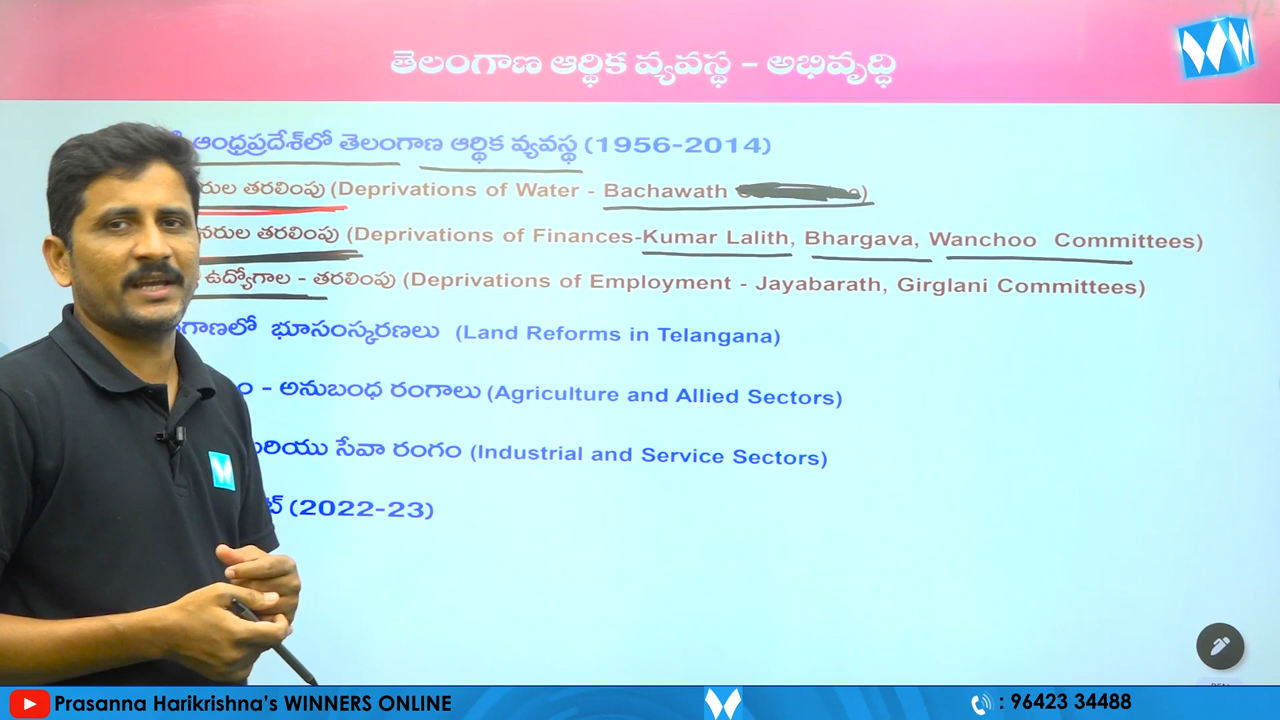 తెలంగాణ ఆర్థిక వ్యవస్థ - అభివృద్ధి
ఆంధ్రప్రదేశ్‌లో తెలంగాణ ఆర్థిక వ్యవస్థ (1956-2014)
తరలింపు (Deprivations of Water - Bachawath )
తరలింపు (Deprivations of Finances-Kumar Lalith, Bhargava, Wanchoo Committees)
ఉద్యోగాల - తరలింపు (Deprivations of Employment - Jayabarath, Girglani Committees)
భూసంస్కరణలు (Land Reforms in Telangana)
- అనుబంధ రంగాలు (Agriculture and Allied Sectors)
సేవా రంగం (Industrial and Service Sectors)
(2022-23)
Prasanna Harikrishna's WINNERS ONLINE
: 96423 34488